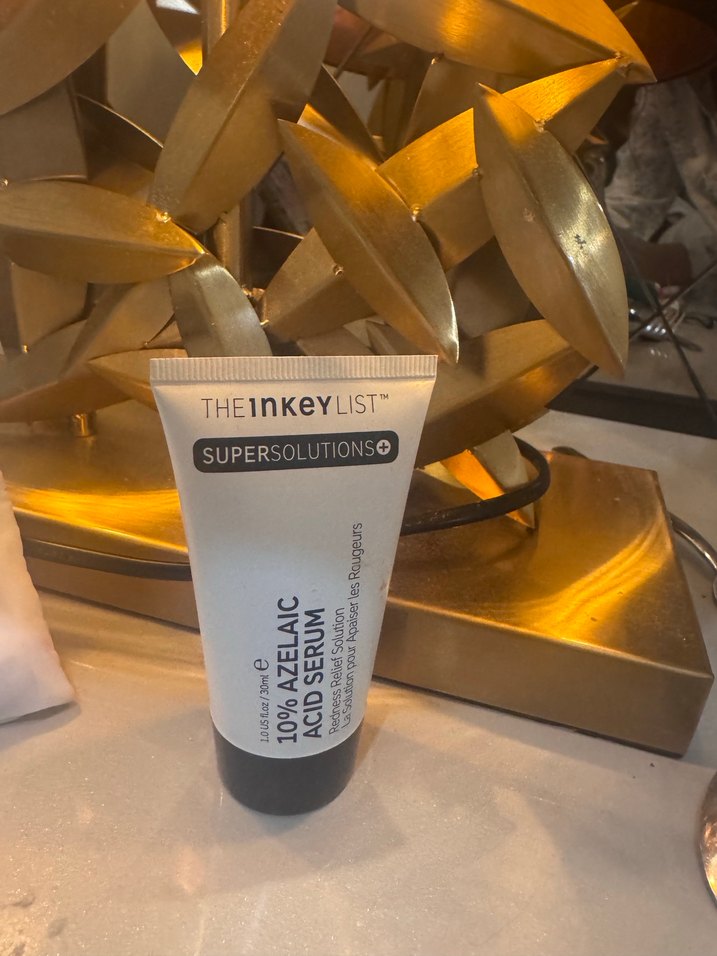 THE INKEY LIST™
SUPERSOLUTIONS+
1.0 US fl.oz / 30ml ℮
10% AZELAIC
ACID SERUM
Redness Relief Solution
La Solution pour Apaiser les Rougeurs